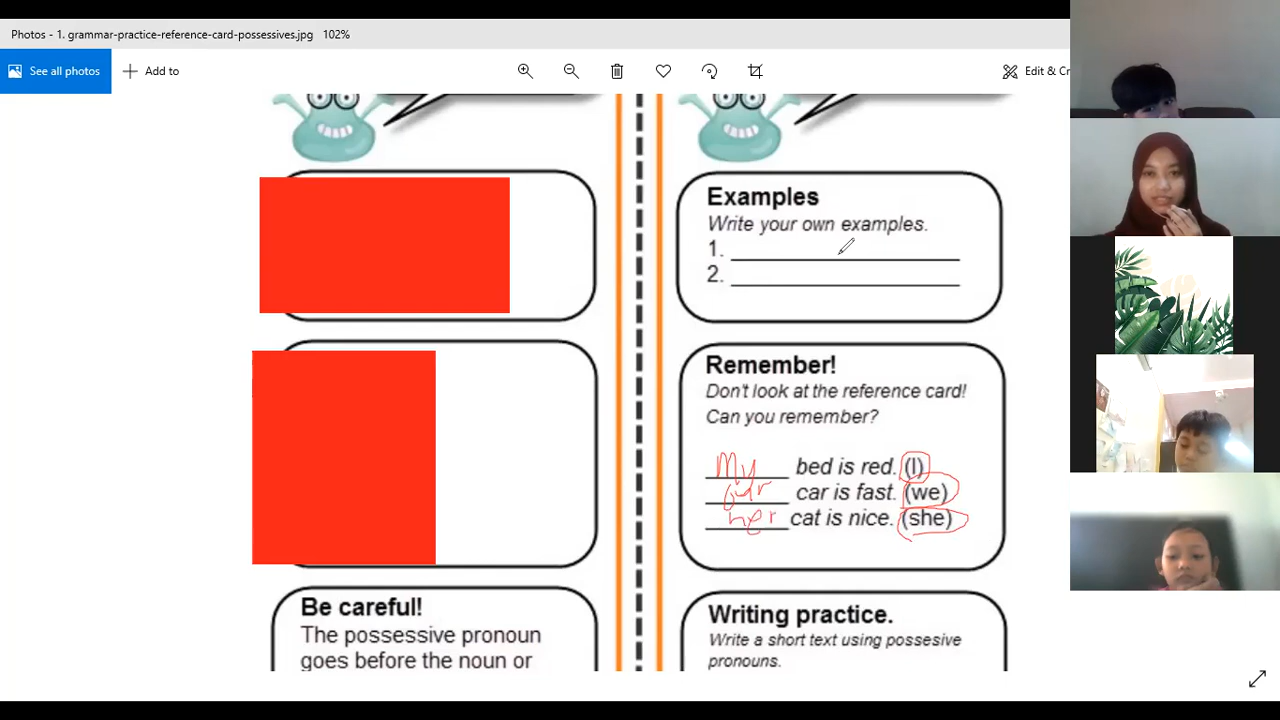 Photos - 1. grammar-practice-reference-card-possessives.jpg 102%
See all photos
Add to
Edit & Cr
Examples
Write your own examples.
1.
2.
Remember!
Don't look at the reference card!
Can you remember?
My bed is red. (I)
our car is fast. (we)
her cat is nice. (she)
Be careful!
The possessive pronoun
goes before the noun or
Writing practice.
Write a short text using possesive
pronouns.